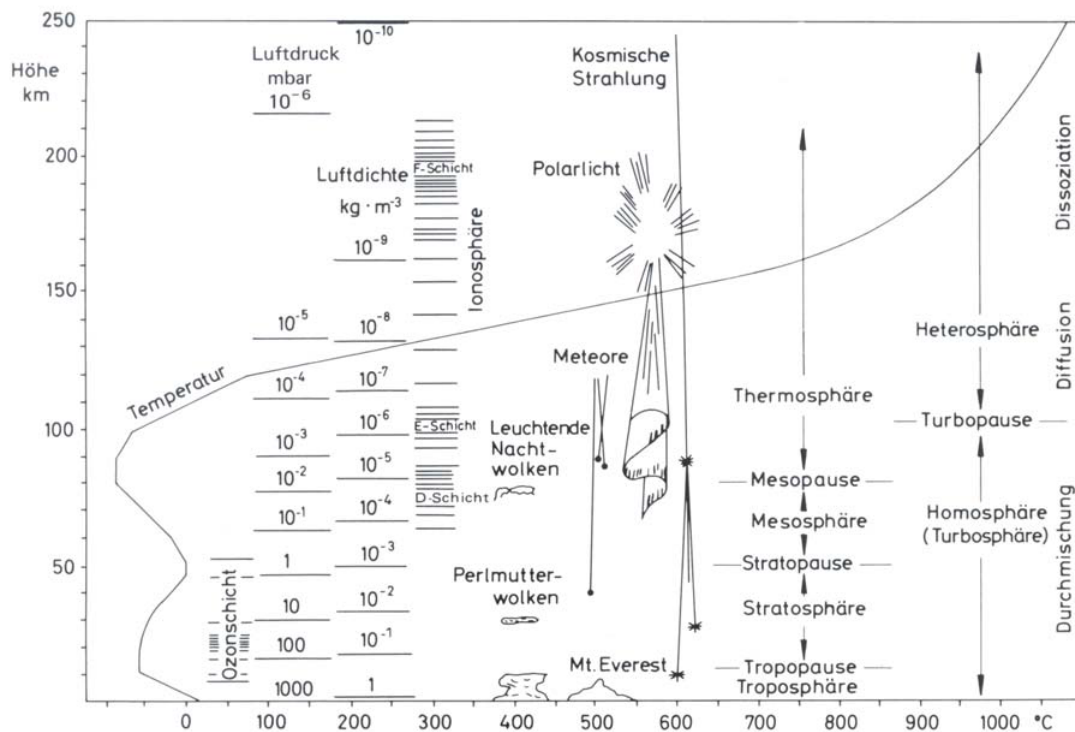 250
Höhe
km
200
150
100
50
Temperatur
Ozonschicht
Luftdruck
mbar
10⁻⁶
10⁻⁵
10⁻⁴
10⁻³
10⁻²
10⁻¹
1
10
100
1000
10⁻¹⁰
Luftdichte
kg · m⁻³
10⁻⁹
10⁻⁸
10⁻⁷
10⁻⁶
10⁻⁵
10⁻⁴
10⁻³
10⁻²
10⁻¹
1
F-Schicht
E-Schicht
D-Schicht
Ionosphäre
Kosmische
Strahlung
Polarlicht
Meteore
Leuchtende
Nacht-
wolken
Perlmutter-
wolken
Mt. Everest
Thermosphäre
Mesopause
Mesosphäre
Stratopause
Stratosphäre
Tropopause
Troposphäre
Heterosphäre
Turbopause
Homosphäre
(Turbosphäre)
Dissoziation
Diffusion
Durchmischung
0 100 200 300 400 500 600 700 800 900 1000 °C